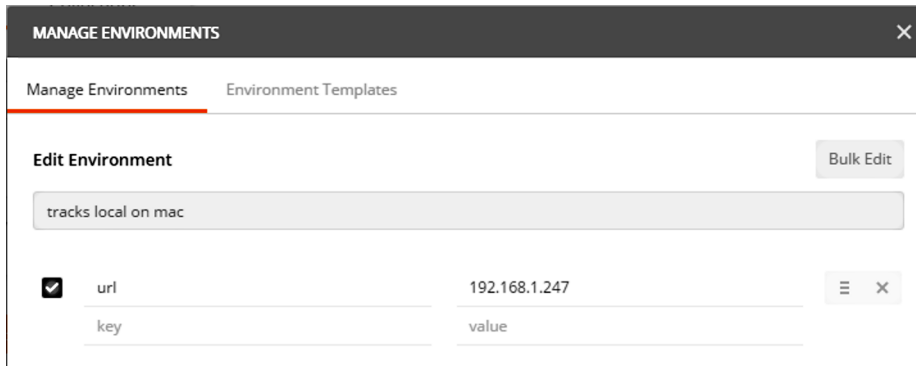 MANAGE ENVIRONMENTS
Manage Environments Environment Templates
Edit Environment Bulk Edit
tracks local on mac
url 192.168.1.247
key value